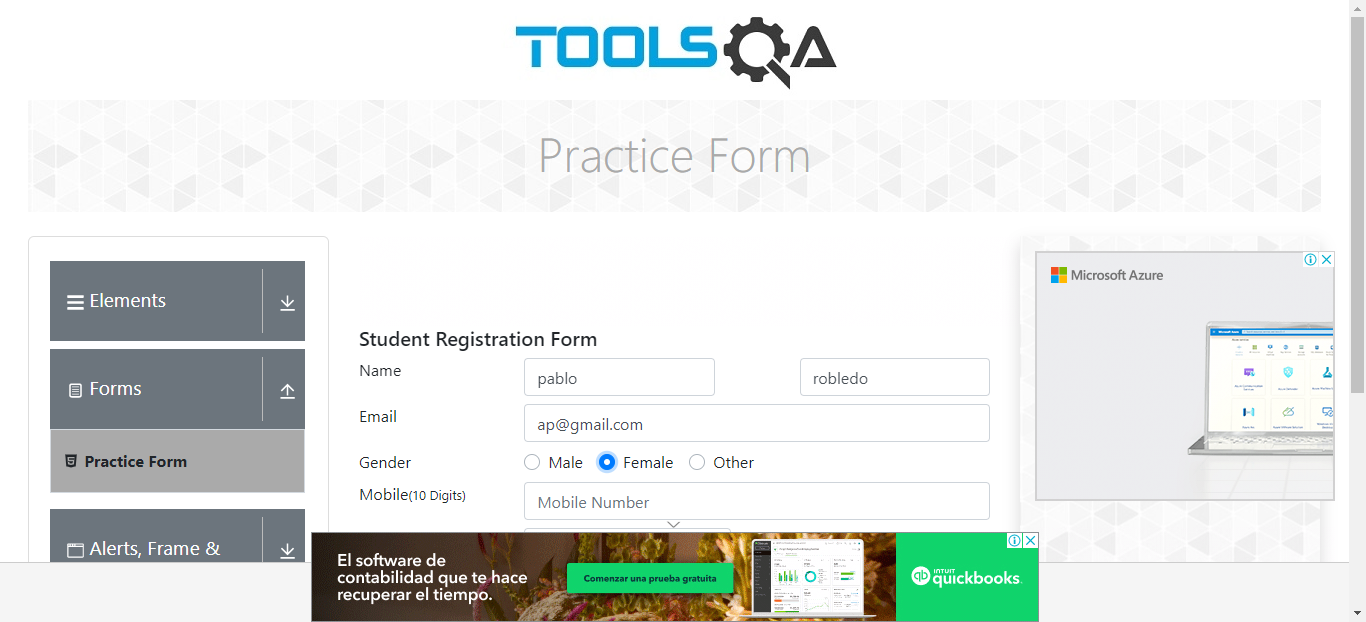 TOOLSQA
Practice Form
Elements
Forms
Practice Form
Alerts, Frame &
Student Registration Form
Name
pablo
robledo
Email
ap@gmail.com
Gender
Male
Female
Other
Mobile(10 Digits)
Mobile Number
Microsoft Azure
El software de
contabilidad que te hace
recuperar el tiempo.
Comenzar una prueba gratuita
INTUIT
quickbooks.